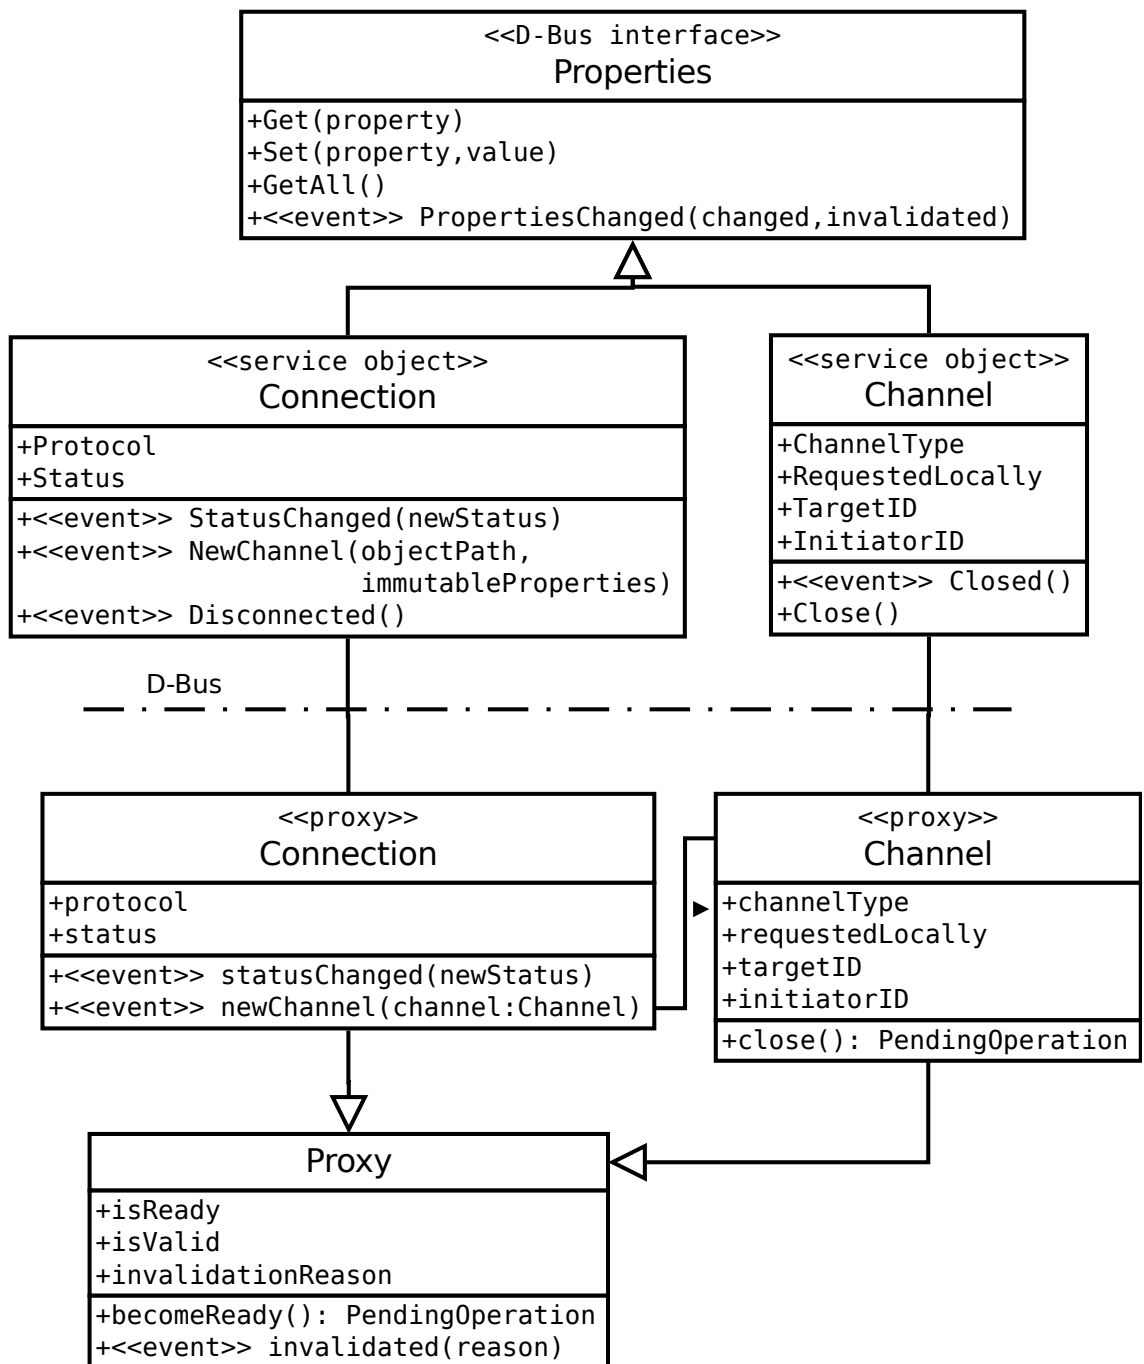 <<D-Bus interface>>
Properties
+Get(property)
+Set(property,value)
+GetAll()
+<<event>> PropertiesChanged(changed,invalidated)
<<service object>>
Connection
+Protocol
+Status
+<<event>> StatusChanged(newStatus)
+<<event>> NewChannel(objectPath,
immutableProperties)
+<<event>> Disconnected()
<<service object>>
Channel
+ChannelType
+RequestedLocally
+TargetID
+InitiatorID
+<<event>> Closed()
+Close()
D-Bus
<<proxy>>
Connection
+protocol
+status
+<<event>> statusChanged(newStatus)
+<<event>> newChannel(channel:Channel)
<<proxy>>
Channel
+channelType
+requestedLocally
+targetID
+initiatorID
+close(): PendingOperation
Proxy
+isReady
+isValid
+invalidationReason
+becomeReady(): PendingOperation
+<<event>> invalidated(reason)